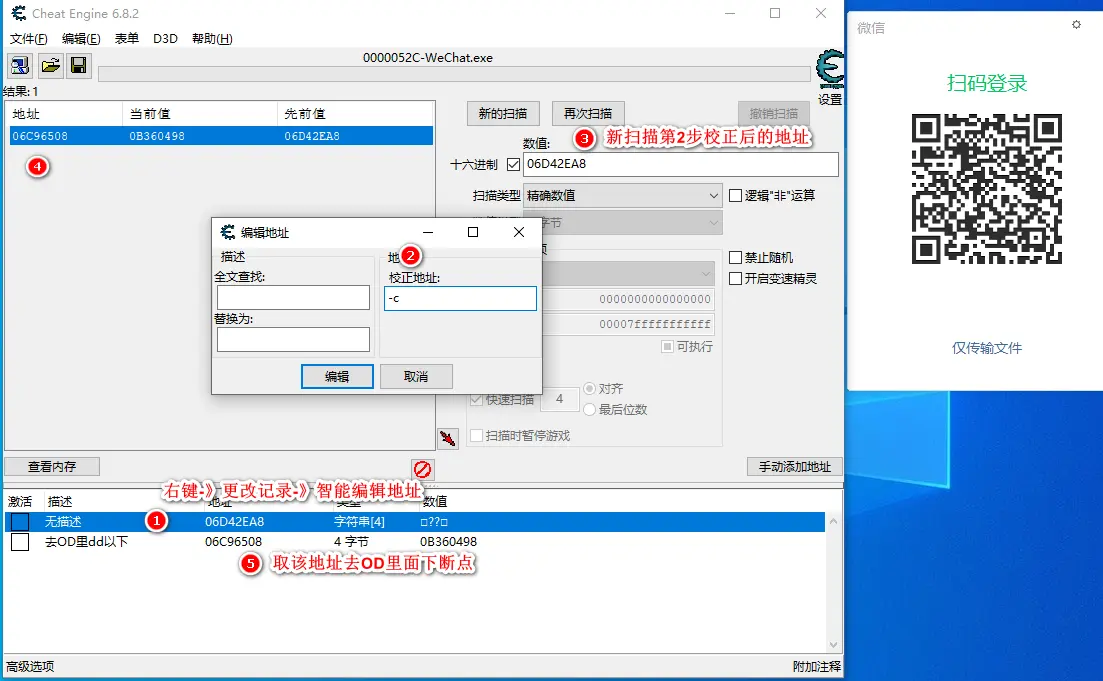 Cheat Engine 6.8.2
文件(F) 编辑(E) 表单 D3D 帮助(H)
0000052C-WeChat.exe
结果: 1
设置
地址 当前值 先前值
06C96508 0B360498 06D42EA8
4
新的扫描 再次扫描 撤销扫描
数值:
3 新扫描第2步校正后的地址
十六进制 06D42EA8
扫描类型 精确数值 逻辑"非"运算
字节
禁止随机
开启变速精灵
0000000000000000
00007fffffffffff
可执行
快速扫描 4 对齐
最后位数
扫描时暂停游戏
编辑地址
描述
全文查找:
替换为:
2
校正地址:
-c
编辑 取消
查看内存
手动添加地址
右键-》更改记录-》智能编辑地址
激活 描述 地址 类型 数值
无描述 1 06D42EA8 字符串[4] □??□
去OD里dd以下 06C96508 4 字节 0B360498
5 取该地址去OD里面下断点
高级选项 附加注释
微信
扫码登录
仅传输文件